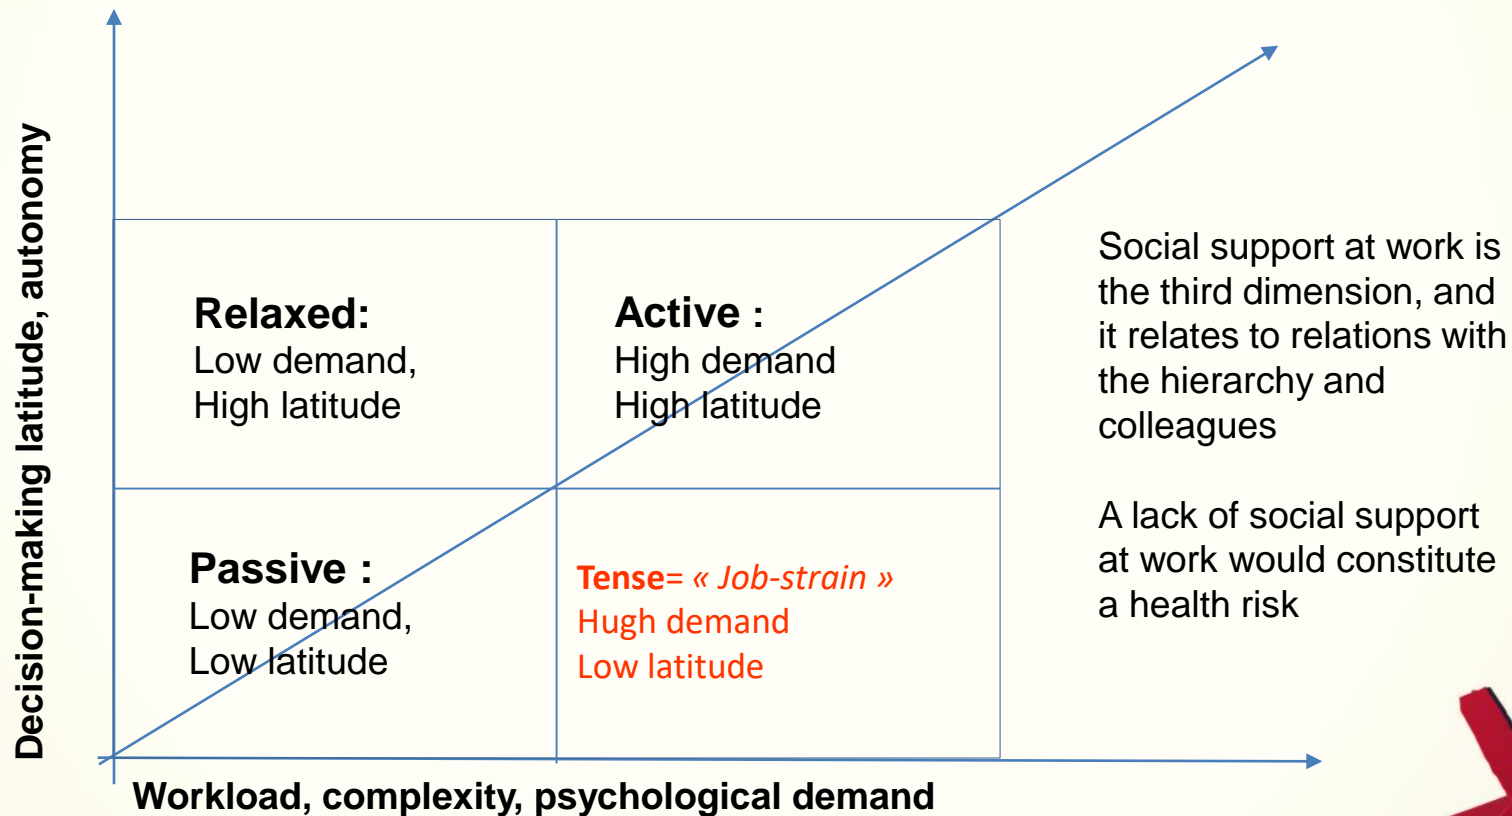 Decision-making latitude, autonomy
Relaxed:
Low demand,
High latitude
Active :
High demand
High latitude
Passive :
Low demand,
Low latitude
Tense= « Job-strain »
Hugh demand
Low latitude
Workload, complexity, psychological demand
Social support at work is
the third dimension, and
it relates to relations with
the hierarchy and
colleagues
A lack of social support
at work would constitute
a health risk